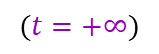 (t = +∞)